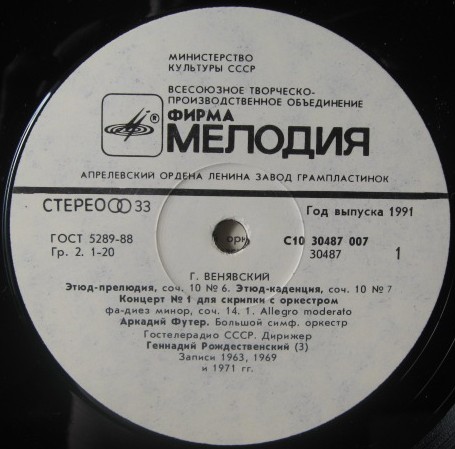 МИНИСТЕРСТВО
КУЛЬТУРЫ СССР
ВСЕСОЮЗНОЕ ТВОРЧЕСКО-
ПРОИЗВОДСТВЕННОЕ ОБЪЕДИНЕНИЕ
ФИРМА
МЕЛОДИЯ
АПРЕЛЕВСКИЙ ОРДЕНА ЛЕНИНА ЗАВОД ГРАМПЛАСТИНОК
СТЕРЕО 33
Год выпуска 1991
ГОСТ 5289-88
Гр. 2. 1-20
С10 30487 007
30487
1
Г. ВЕНЯВСКИЙ
Этюд-прелюдия, соч. 10 № 6. Этюд-каденция, соч. 10 № 7
Концерт № 1 для скрипки с оркестром
фа-диез минор, соч. 14. 1. Allegro moderato
Аркадий Футер. Большой симф. оркестр
Гостелерадио СССР. Дирижер
Геннадий Рождественский (3)
Записи 1963, 1969
и 1971 гг.